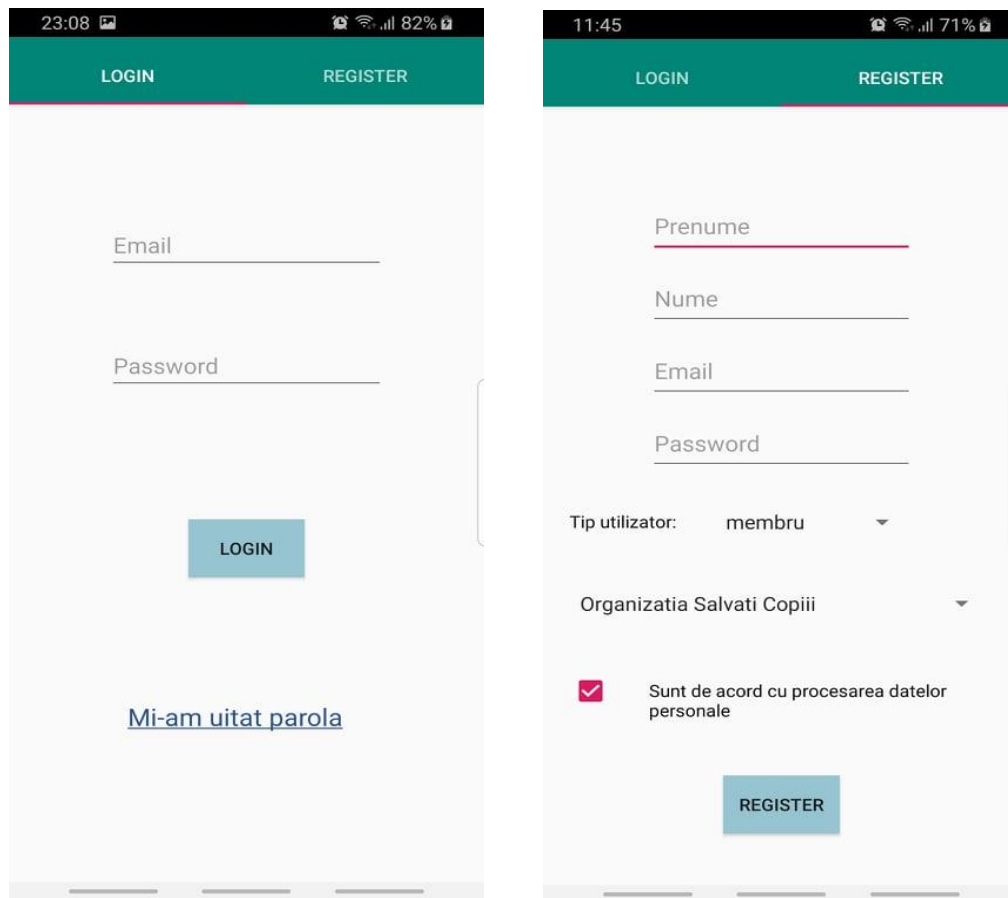 23:08 82%
LOGIN REGISTER
Email
Password
LOGIN
Mi-am uitat parola
11:45 71%
LOGIN REGISTER
Prenume
Nume
Email
Password
Tip utilizator: membru
Organizatia Salvati Copiii
Sunt de acord cu procesarea datelor
personale
REGISTER